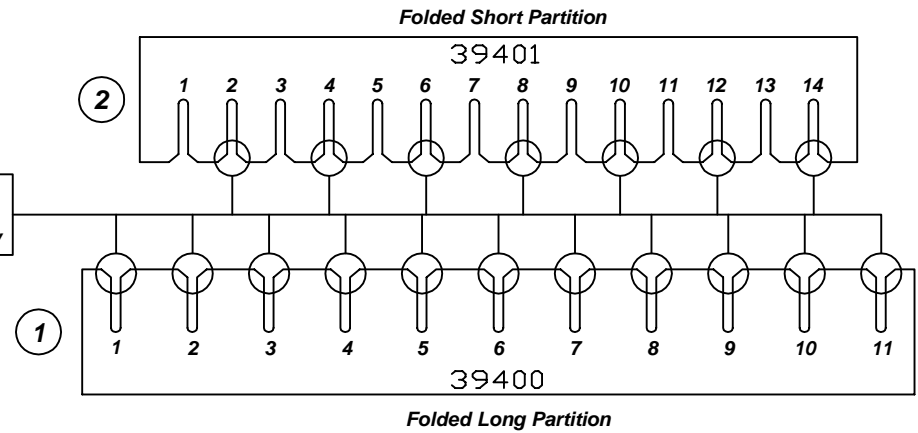 Folded Short Partition
39401
2
1 2 3 4 5 6 7 8 9 10 11 12 13 14
1
1 2 3 4 5 6 7 8 9 10 11
39400
Folded Long Partition